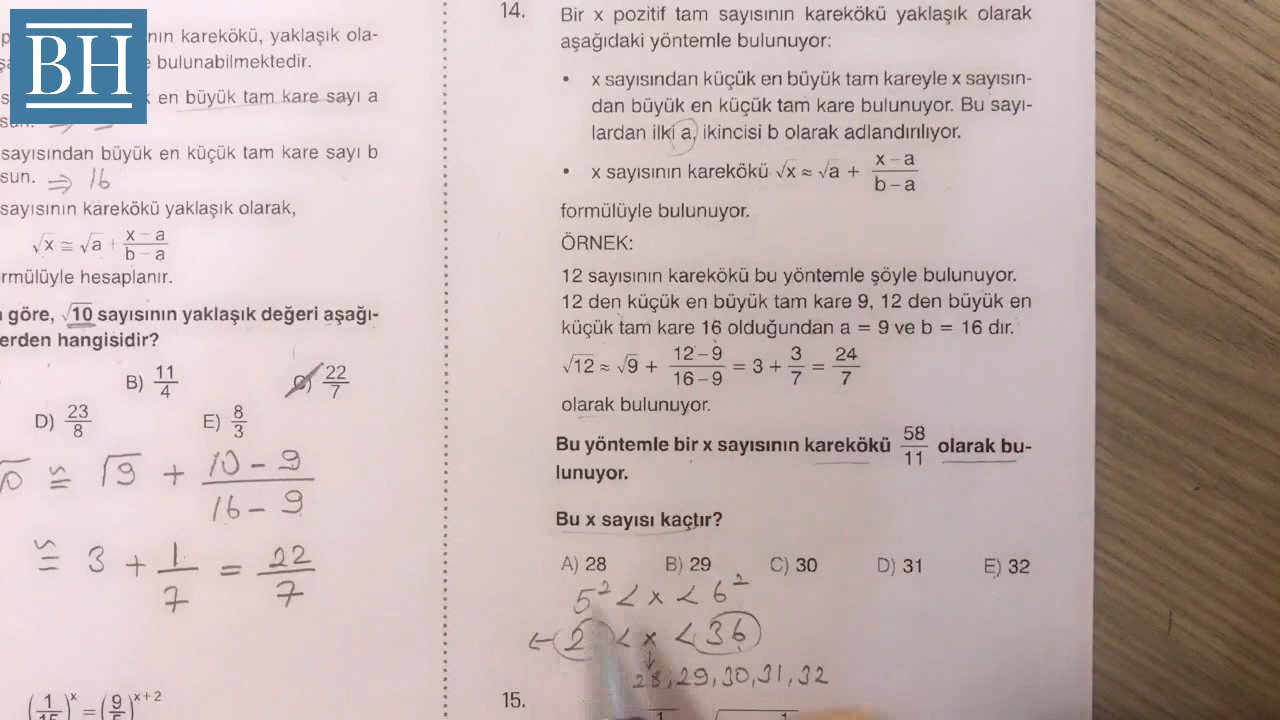 BH
nın karekökü, yaklaşık ola-
bulunabilmektedir.
en büyük tam kare sayı a
sun.
sayısından büyük en küçük tam kare sayı b
sun. ⇒ 16
sayısının karekökü yaklaşık olarak,
√x ≅ √a + (x – a)/(b – a)
rmülüyle hesaplanır.
göre, √10 sayısının yaklaşık değeri aşağı-
erden hangisidir?
B) 11/4 C) 22/7
D) 23/8 E) 8/3
≅ √9 + (10 - 9)/(16 - 9)
≅ 3 + 1/7 = 22/7
(1/15)^x = (9/5)^(x+2)
14. Bir x pozitif tam sayısının karekökü yaklaşık olarak
aşağıdaki yöntemle bulunuyor:
• x sayısından küçük en büyük tam kareyle x sayısın-
dan büyük en küçük tam kare bulunuyor. Bu sayı-
lardan ilki a, ikincisi b olarak adlandırılıyor.
• x sayısının karekökü √x ≈ √a + (x – a)/(b – a)
formülüyle bulunuyor.
ÖRNEK:
12 sayısının karekökü bu yöntemle şöyle bulunuyor.
12 den küçük en büyük tam kare 9, 12 den büyük en
küçük tam kare 16 olduğundan a = 9 ve b = 16 dır.
√12 ≈ √9 + (12 – 9)/(16 – 9) = 3 + 3/7 = 24/7
olarak bulunuyor.
Bu yöntemle bir x sayısının karekökü 58/11 olarak bu-
lunuyor.
Bu x sayısı kaçtır?
A) 28 B) 29 C) 30 D) 31 E) 32
5² < x < 6²
← 2 < x < 36
28, 29, 30, 31, 32
15.